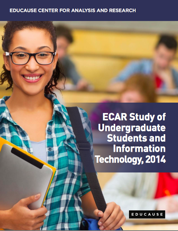 EDUCAUSE CENTER FOR ANALYSIS AND RESEARCH
ECAR Study of
Undergraduate
Students and
Information
Technology, 2014
EDUCAUSE